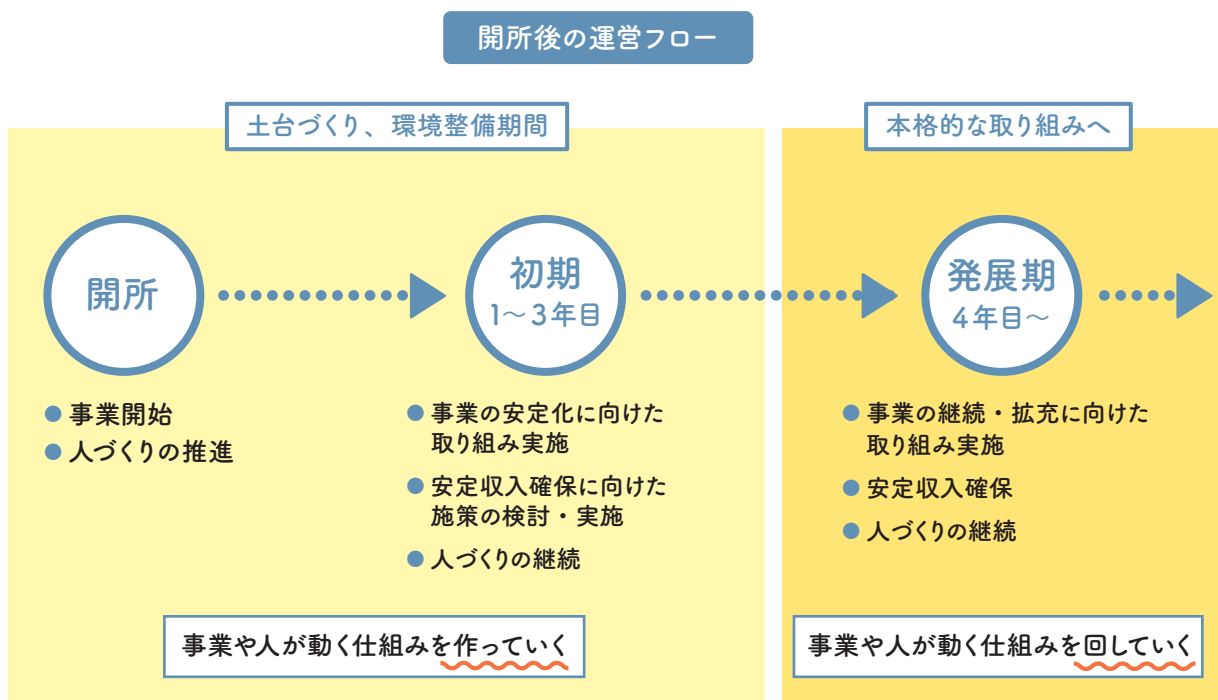 開所後の運営フロー
土台づくり、環境整備期間
開所
● 事業開始
● 人づくりの推進
初期
1〜3年目
● 事業の安定化に向けた
取り組み実施
● 安定収入確保に向けた
施策の検討・実施
● 人づくりの継続
事業や人が動く仕組みを作っていく
本格的な取り組みへ
発展期
4年目〜
● 事業の継続・拡充に向けた
取り組み実施
● 安定収入確保
● 人づくりの継続
事業や人が動く仕組みを回していく